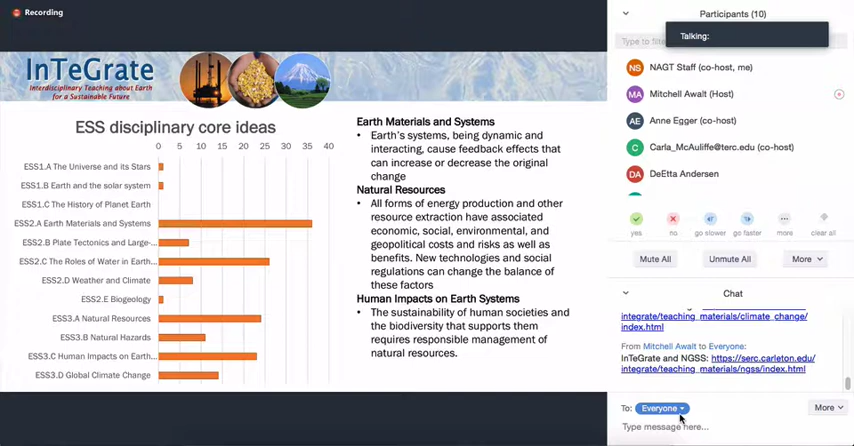 Recording
InTeGrate
Interdisciplinary Teaching about Earth
for a Sustainable Future
ESS disciplinary core ideas
0 5 10 15 20 25 30 35 40
ESS1.A The Universe and its Stars
ESS1.B Earth and the solar system
ESS1.C The History of Planet Earth
ESS2.A Earth Materials and Systems
ESS2.B Plate Tectonics and Large-...
ESS2.C The Roles of Water in Earth...
ESS2.D Weather and Climate
ESS2.E Biogeology
ESS3.A Natural Resources
ESS3.B Natural Hazards
ESS3.C Human Impacts on Earth...
ESS3.D Global Climate Change
Earth Materials and Systems
• Earth's systems, being dynamic and
interacting, cause feedback effects that
can increase or decrease the original
change
Natural Resources
• All forms of energy production and other
resource extraction have associated
economic, social, environmental, and
geopolitical costs and risks as well as
benefits. New technologies and social
regulations can change the balance of
these factors
Human Impacts on Earth Systems
• The sustainability of human societies and
the biodiversity that supports them
requires responsible management of
natural resources.
Participants (10)
Talking:
Type to
NS NAGT Staff (co-host, me)
MA Mitchell Awalt (Host)
AE Anne Egger (co-host)
C Carla_McAuliffe@terc.edu (co-host)
DA DeEtta Andersen
yes no go slower go faster more clear all
Mute All Unmute All More
Chat
integrate/teaching_materials/climate_change/
index.html
From Mitchell Awalt to Everyone:
InTeGrate and NGSS: https://serc.carleton.edu/
integrate/teaching_materials/ngss/index.html
To: Everyone More
Type message here...